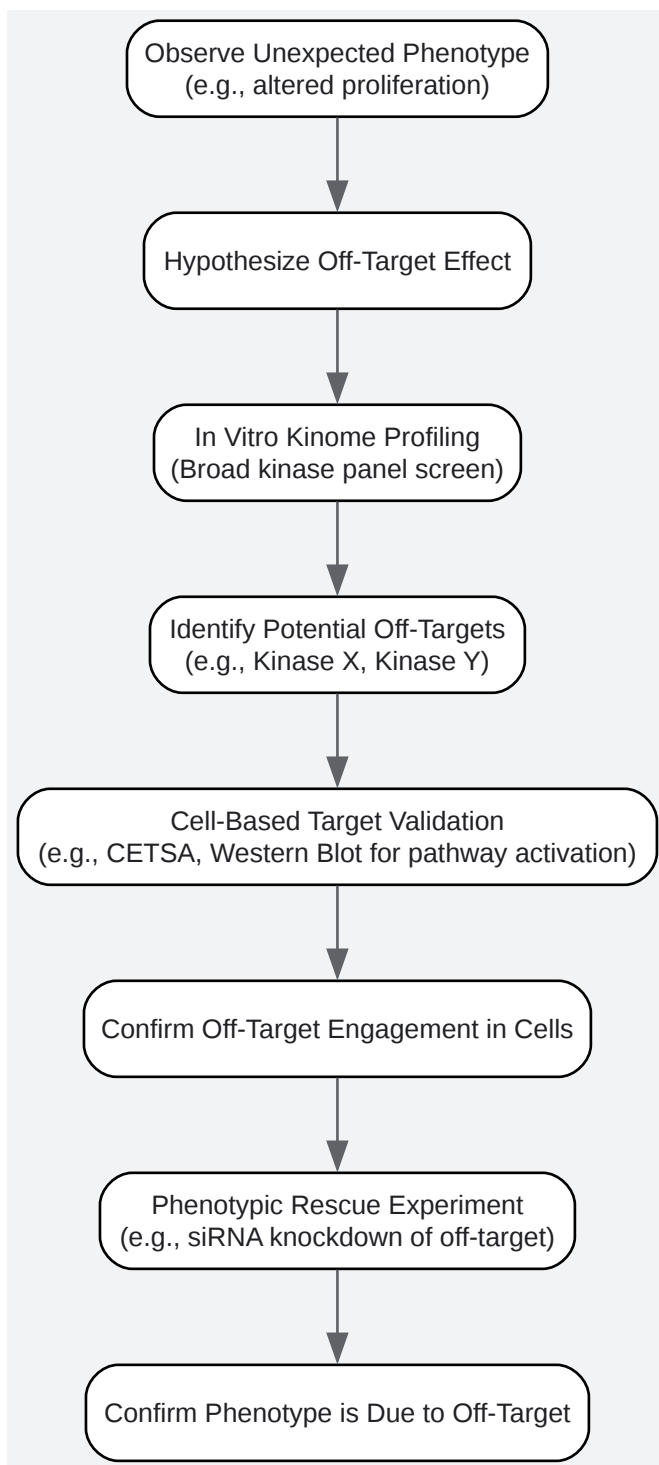 Observe Unexpected Phenotype
(e.g., altered proliferation)
Hypothesize Off-Target Effect
In Vitro Kinome Profiling
(Broad kinase panel screen)
Identify Potential Off-Targets
(e.g., Kinase X, Kinase Y)
Cell-Based Target Validation
(e.g., CETSA, Western Blot for pathway activation)
Confirm Off-Target Engagement in Cells
Phenotypic Rescue Experiment
(e.g., siRNA knockdown of off-target)
Confirm Phenotype is Due to Off-Target